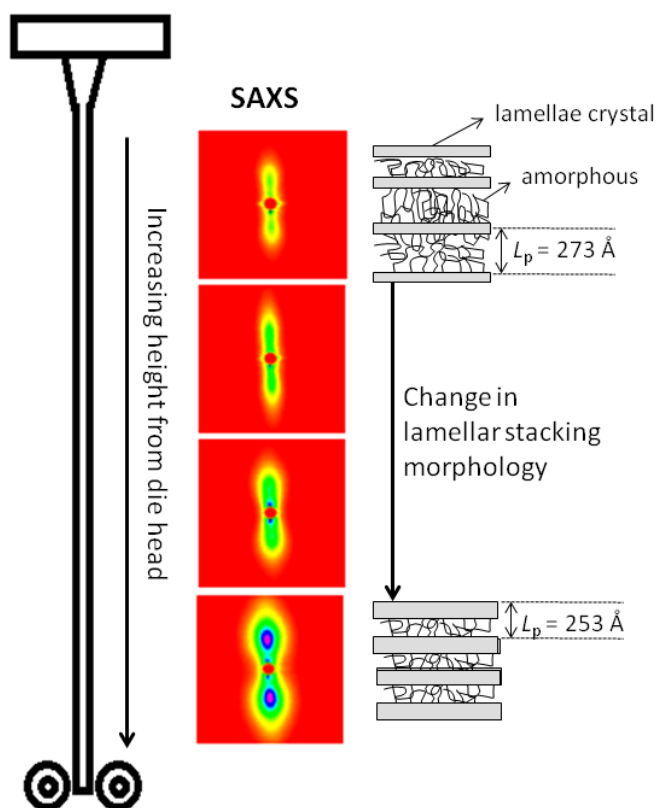 SAXS
lamellae crystal
amorphous
Lp = 273 Å
Increasing height from die head
Change in
lamellar stacking
morphology
Lp = 253 Å